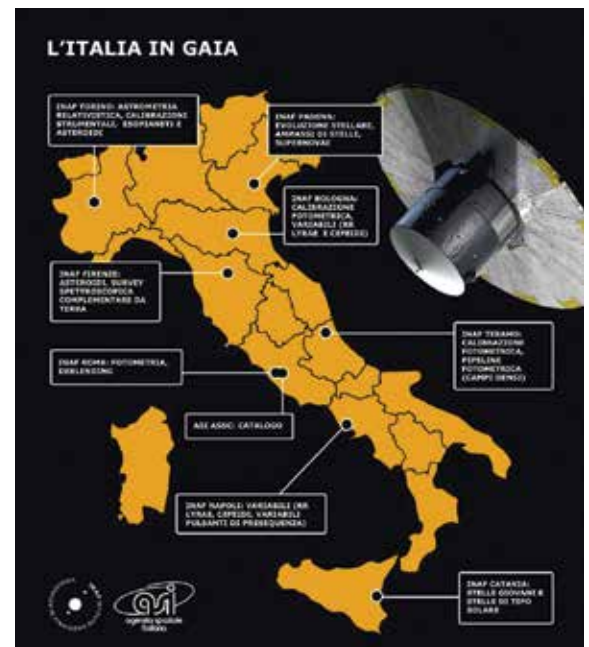 L'ITALIA IN GAIA
INAF TORINO: ASTROMETRIA
RELATIVISTICA, CALIBRAZIONI
STRUMENTALI, ESOPIANETI E
ASTEROIDI
INAF PADOVA:
EVOLUZIONE STELLARE,
AMMASSI DI STELLE,
SUPERNOVAE
INAF BOLOGNA:
CALIBRAZIONE
FOTOMETRICA,
VARIABILI (RR
LYRAE E CEFEIDI)
INAF FIRENZE:
ASTEROIDI, SURVEY
SPETTROSCOPICA
COMPLEMENTARE DA
TERRA
INAF TERAMO:
CALIBRAZIONE
FOTOMETRICA,
PIPELINE
FOTOMETRICA
(CAMPI DENSI)
INAF ROMA: FOTOMETRIA,
DEBLENDING
ASI ASDC: CATALOGO
INAF NAPOLI: VARIABILI (RR
LYRAE, CEFEIDI, VARIABILI
PULSANTI DI PRESEQUENZA)
INAF CATANIA:
STELLE GIOVANI E
STELLE DI TIPO
SOLARE
asi
agenzia spaziale
italiana